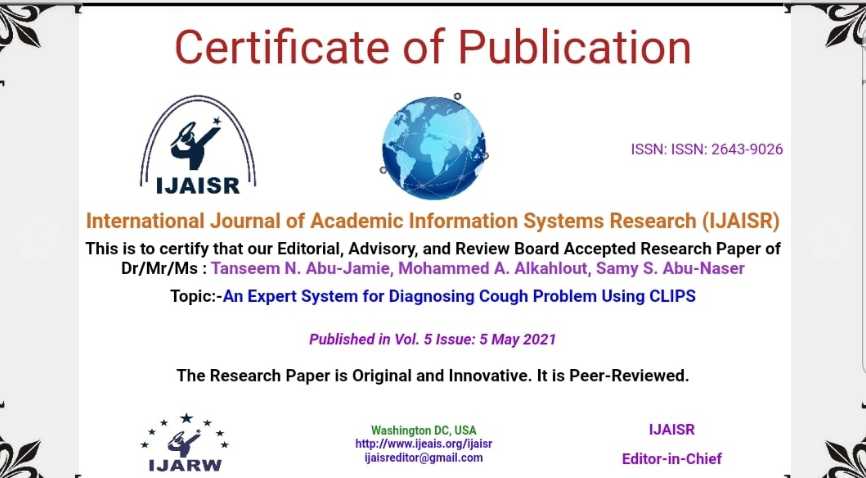 Certificate of Publication
IJAISR
ISSN: ISSN: 2643-9026
International Journal of Academic Information Systems Research (IJAISR)
This is to certify that our Editorial, Advisory, and Review Board Accepted Research Paper of
Dr/Mr/Ms : Tanseem N. Abu-Jamie, Mohammed A. Alkahlout, Samy S. Abu-Naser
Topic:-An Expert System for Diagnosing Cough Problem Using CLIPS
Published in Vol. 5 Issue: 5 May 2021
The Research Paper is Original and Innovative. It is Peer-Reviewed.
IJARW
Washington DC, USA
http://www.ijeais.org/ijaisr
ijaisreditor@gmail.com
IJAISR
Editor-in-Chief